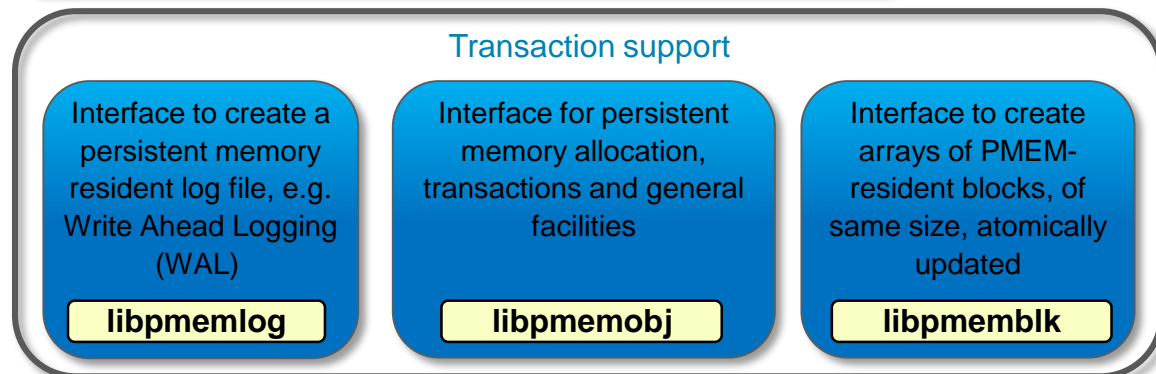 Transaction support
Interface to create a
persistent memory
resident log file, e.g.
Write Ahead Logging
(WAL)
libpmemlog
Interface for persistent
memory allocation,
transactions and general
facilities
libpmemobj
Interface to create
arrays of PMEM-
resident blocks, of
same size, atomically
updated
libpmemblk